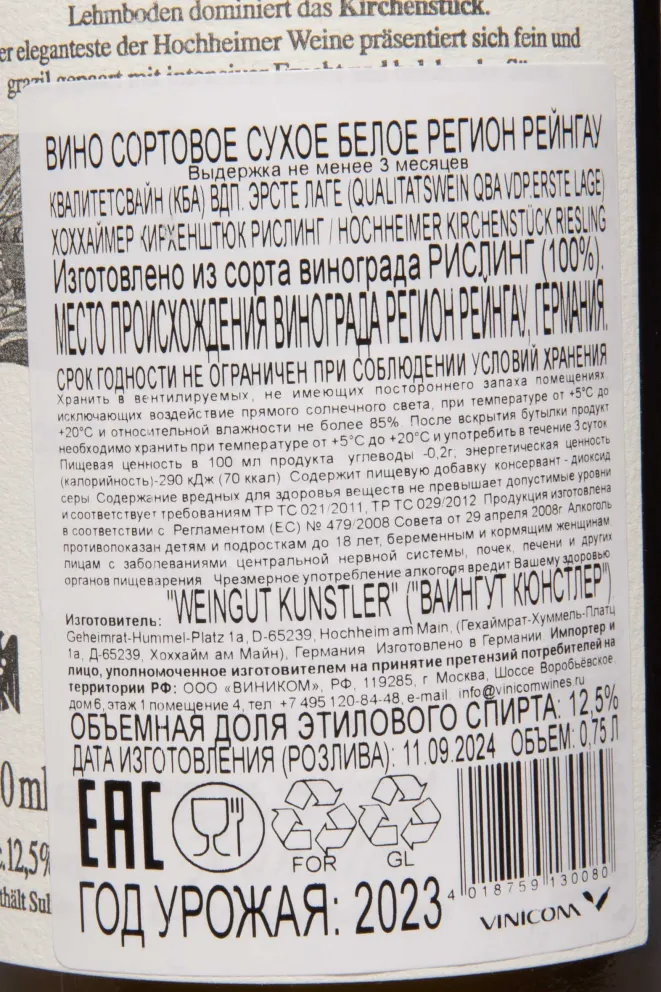 Lehmboden dominiert das Kirchenstück.
er eleganteste der Hochheimer Weine präsentiert sich fein und
ВИНО СОРТОВОЕ СУХОЕ БЕЛОЕ РЕГИОН РЕЙНГАУ
Выдержка не менее 3 месяцев
КВАЛИТЕТСВАЙН (КБА) ВДП. ЭРСТЕ ЛАГЕ (QUALITATSWEIN QBA VDP.ERSTE LAGE)
ХОХХАЙМЕР КИРХЕНШТЮК РИСЛИНГ / HOCHHEIMER KIRCHENSTÜCK RIESLING
Изготовлено из сорта винограда РИСЛИНГ (100%).
МЕСТО ПРОИСХОЖДЕНИЯ ВИНОГРАДА РЕГИОН РЕЙНГАУ, ГЕРМАНИЯ.
СРОК ГОДНОСТИ НЕ ОГРАНИЧЕН ПРИ СОБЛЮДЕНИИ УСЛОВИЙ ХРАНЕНИЯ
Хранить в вентилируемых, не имеющих постороннего запаха помещениях,
исключающих воздействие прямого солнечного света, при температуре от +5°С до
+20°С и относительной влажности не более 85%. После вскрытия бутылки продукт
необходимо хранить при температуре от +5°С до +20°С и употребить в течение 3 суток
Пищевая ценность в 100 мл продукта углеводы -0,2г; энергетическая ценность
(калорийность)-290 кДж (70 ккал) Содержит пищевую добавку консервант - диоксид
серы Содержание вредных для здоровья веществ не превышает допустимые уровни
и соответствует требованиям ТР ТС 021/2011, ТР ТС 029/2012 Продукция изготовлена
в соответствии с Регламентом (ЕС) № 479/2008 Совета от 29 апреля 2008г Алкоголь
противопоказан детям и подросткам до 18 лет, беременным и кормящим женщинам,
лицам с заболеваниями центральной нервной системы, почек, печени и других
органов пищеварения Чрезмерное употребление алкоголя вредит Вашему здоровью
Изготовитель: "WEINGUT KUNSTLER" ("ВАЙНГУТ КЮНСТЛЕР")
Geheimrat-Hummel-Platz 1a, D-65239, Hochheim am Main, (Гехаймрат-Хуммель-Платц
1а, Д-65239, Хоххайм ам Майн), Германия Изготовлено в Германии Импортер и
лицо, уполномоченное изготовителем на принятие претензий потребителей на
территории РФ: ООО «ВИНИКОМ», РФ, 119285, г Москва, Шоссе Воробьёвское
дом 6, этаж 1 помещение 4, тел +7 495 120-84-48, e-mail info@vinicomwines.ru
ОБЪЕМНАЯ ДОЛЯ ЭТИЛОВОГО СПИРТА: 12,5%
ДАТА ИЗГОТОВЛЕНИЯ (РОЗЛИВА): 11.09.2024 ОБЪЕМ: 0,75 Л
0 ml
EAC
FOR GL
12,5%
4 018759 130080
ГОД УРОЖАЯ: 2023
VINICOM